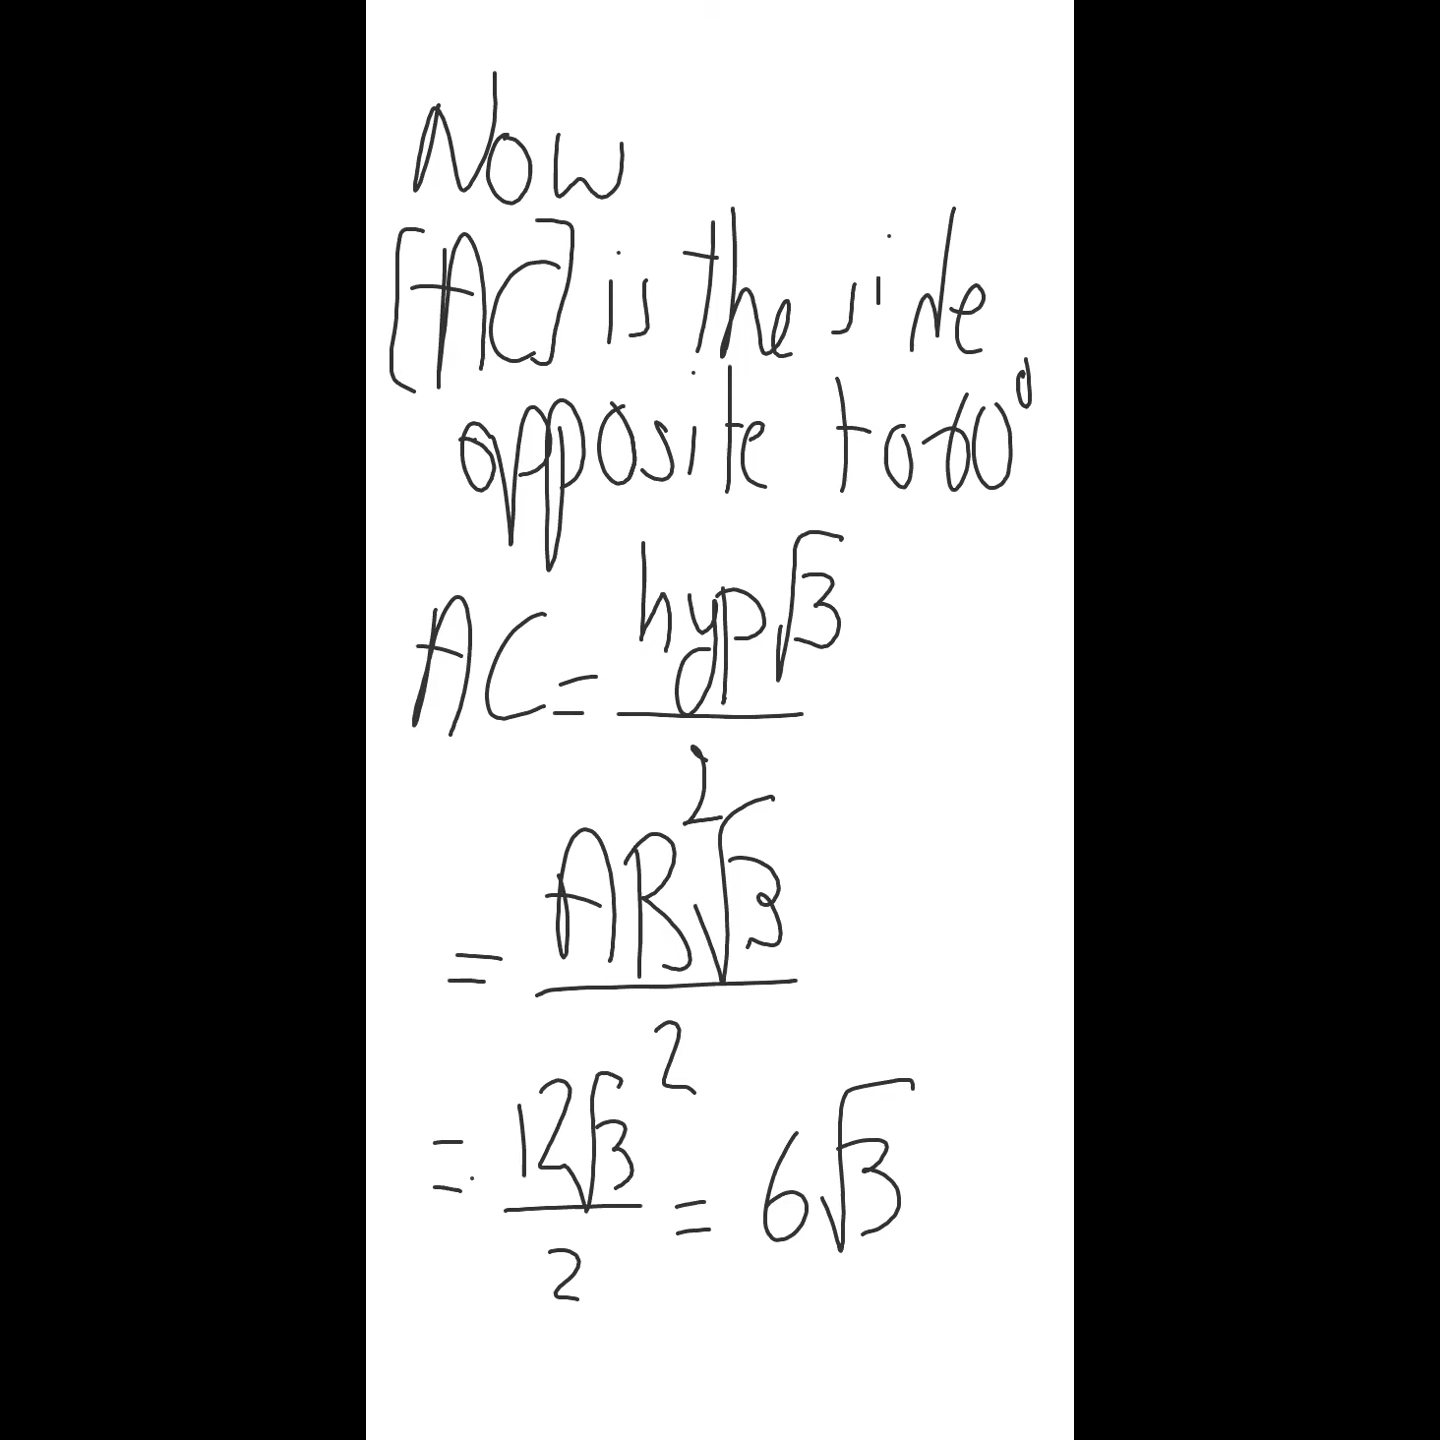 Now
[AC] is the side
opposite to 60°
AC = hyp√3 / 2
= AB√3 / 2
= 12√3 / 2 = 6√3